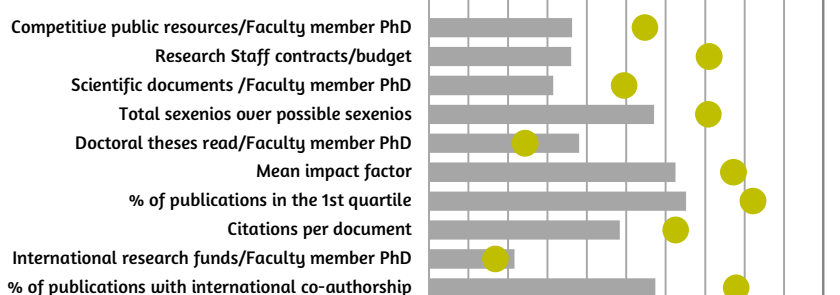 Competitive public resources/Faculty member PhD
Research Staff contracts/budget
Scientific documents /Faculty member PhD
Total sexenios over possible sexenios
Doctoral theses read/Faculty member PhD
Mean impact factor
% of publications in the 1st quartile
Citations per document
International research funds/Faculty member PhD
% of publications with international co-authorship